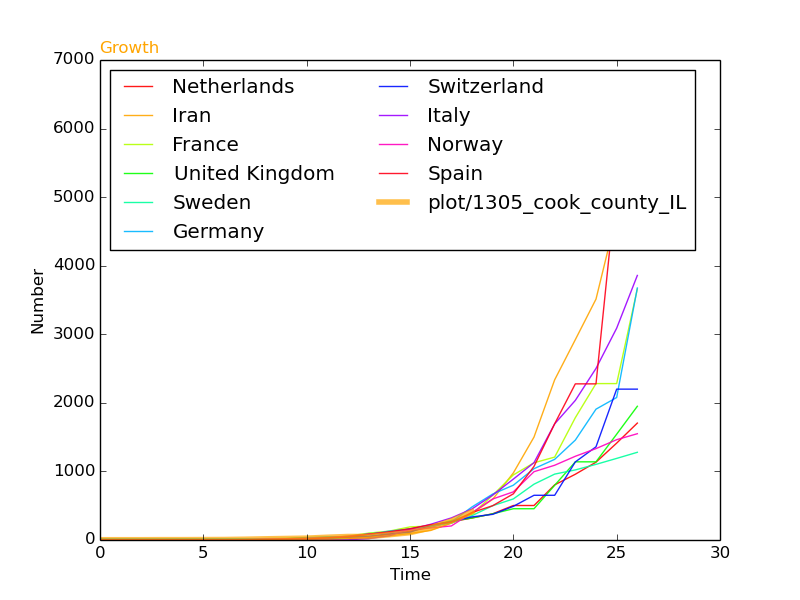 Growth
7000
6000
5000
4000
3000
2000
1000
0
Number
Netherlands
Iran
France
United Kingdom
Sweden
Germany
Switzerland
Italy
Norway
Spain
plot/1305_cook_county_IL
0 5 10 15 20 25 30
Time